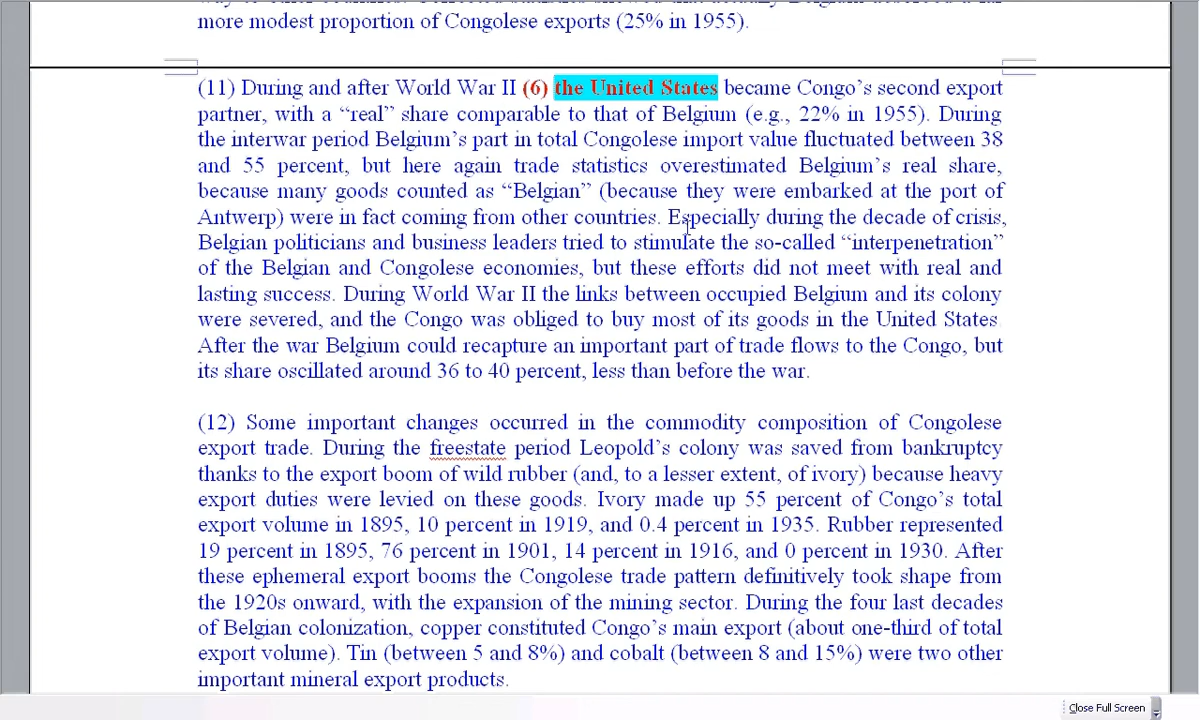 more modest proportion of Congolese exports (25% in 1955).
(11) During and after World War II (6) the United States became Congo's second export
partner, with a “real” share comparable to that of Belgium (e.g., 22% in 1955). During
the interwar period Belgium's part in total Congolese import value fluctuated between 38
and 55 percent, but here again trade statistics overestimated Belgium's real share,
because many goods counted as “Belgian” (because they were embarked at the port of
Antwerp) were in fact coming from other countries. Especially during the decade of crisis,
Belgian politicians and business leaders tried to stimulate the so-called “interpenetration”
of the Belgian and Congolese economies, but these efforts did not meet with real and
lasting success. During World War II the links between occupied Belgium and its colony
were severed, and the Congo was obliged to buy most of its goods in the United States.
After the war Belgium could recapture an important part of trade flows to the Congo, but
its share oscillated around 36 to 40 percent, less than before the war.
(12) Some important changes occurred in the commodity composition of Congolese
export trade. During the freestate period Leopold's colony was saved from bankruptcy
thanks to the export boom of wild rubber (and, to a lesser extent, of ivory) because heavy
export duties were levied on these goods. Ivory made up 55 percent of Congo's total
export volume in 1895, 10 percent in 1919, and 0.4 percent in 1935. Rubber represented
19 percent in 1895, 76 percent in 1901, 14 percent in 1916, and 0 percent in 1930. After
these ephemeral export booms the Congolese trade pattern definitively took shape from
the 1920s onward, with the expansion of the mining sector. During the four last decades
of Belgian colonization, copper constituted Congo's main export (about one-third of total
export volume). Tin (between 5 and 8%) and cobalt (between 8 and 15%) were two other
important mineral export products.
Close Full Screen